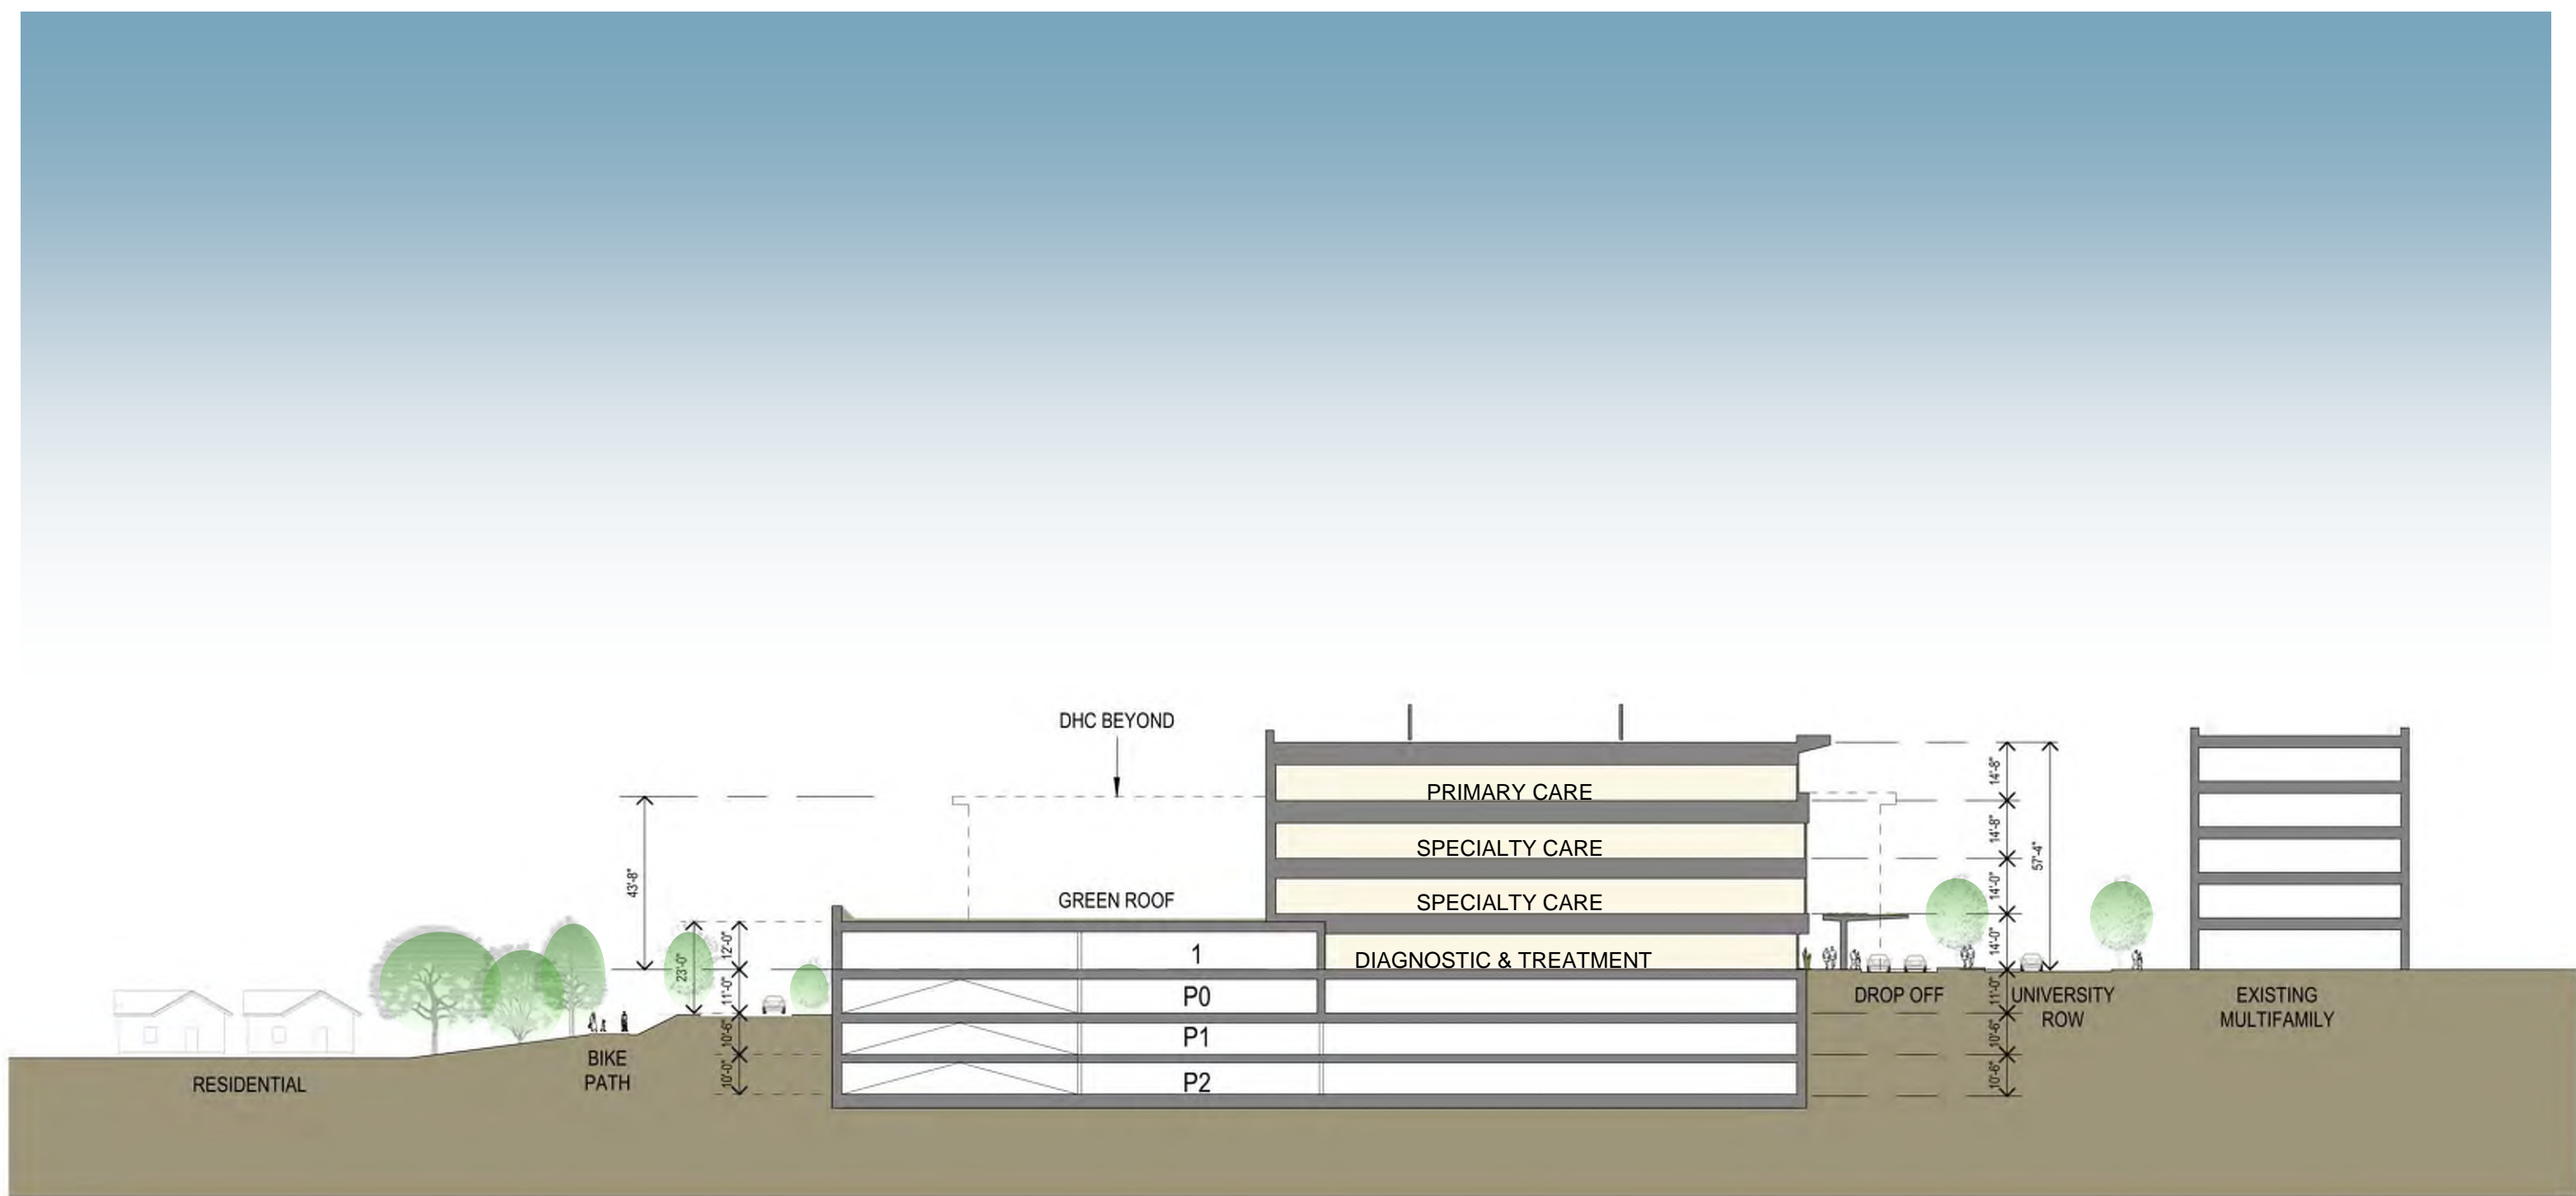 DHC BEYOND
PRIMARY CARE
14'-8"
43'-8"
SPECIALTY CARE
14'-8"
57'-4"
GREEN ROOF
SPECIALTY CARE
14'-0"
23'-0"
12'-0"
1
DIAGNOSTIC & TREATMENT
14'-0"
11'-0"
P0
DROP OFF
11'-0"
UNIVERSITY
ROW
EXISTING
MULTIFAMILY
10'-6"
P1
10'-6"
BIKE
PATH
RESIDENTIAL
10'-0"
P2
10'-6"